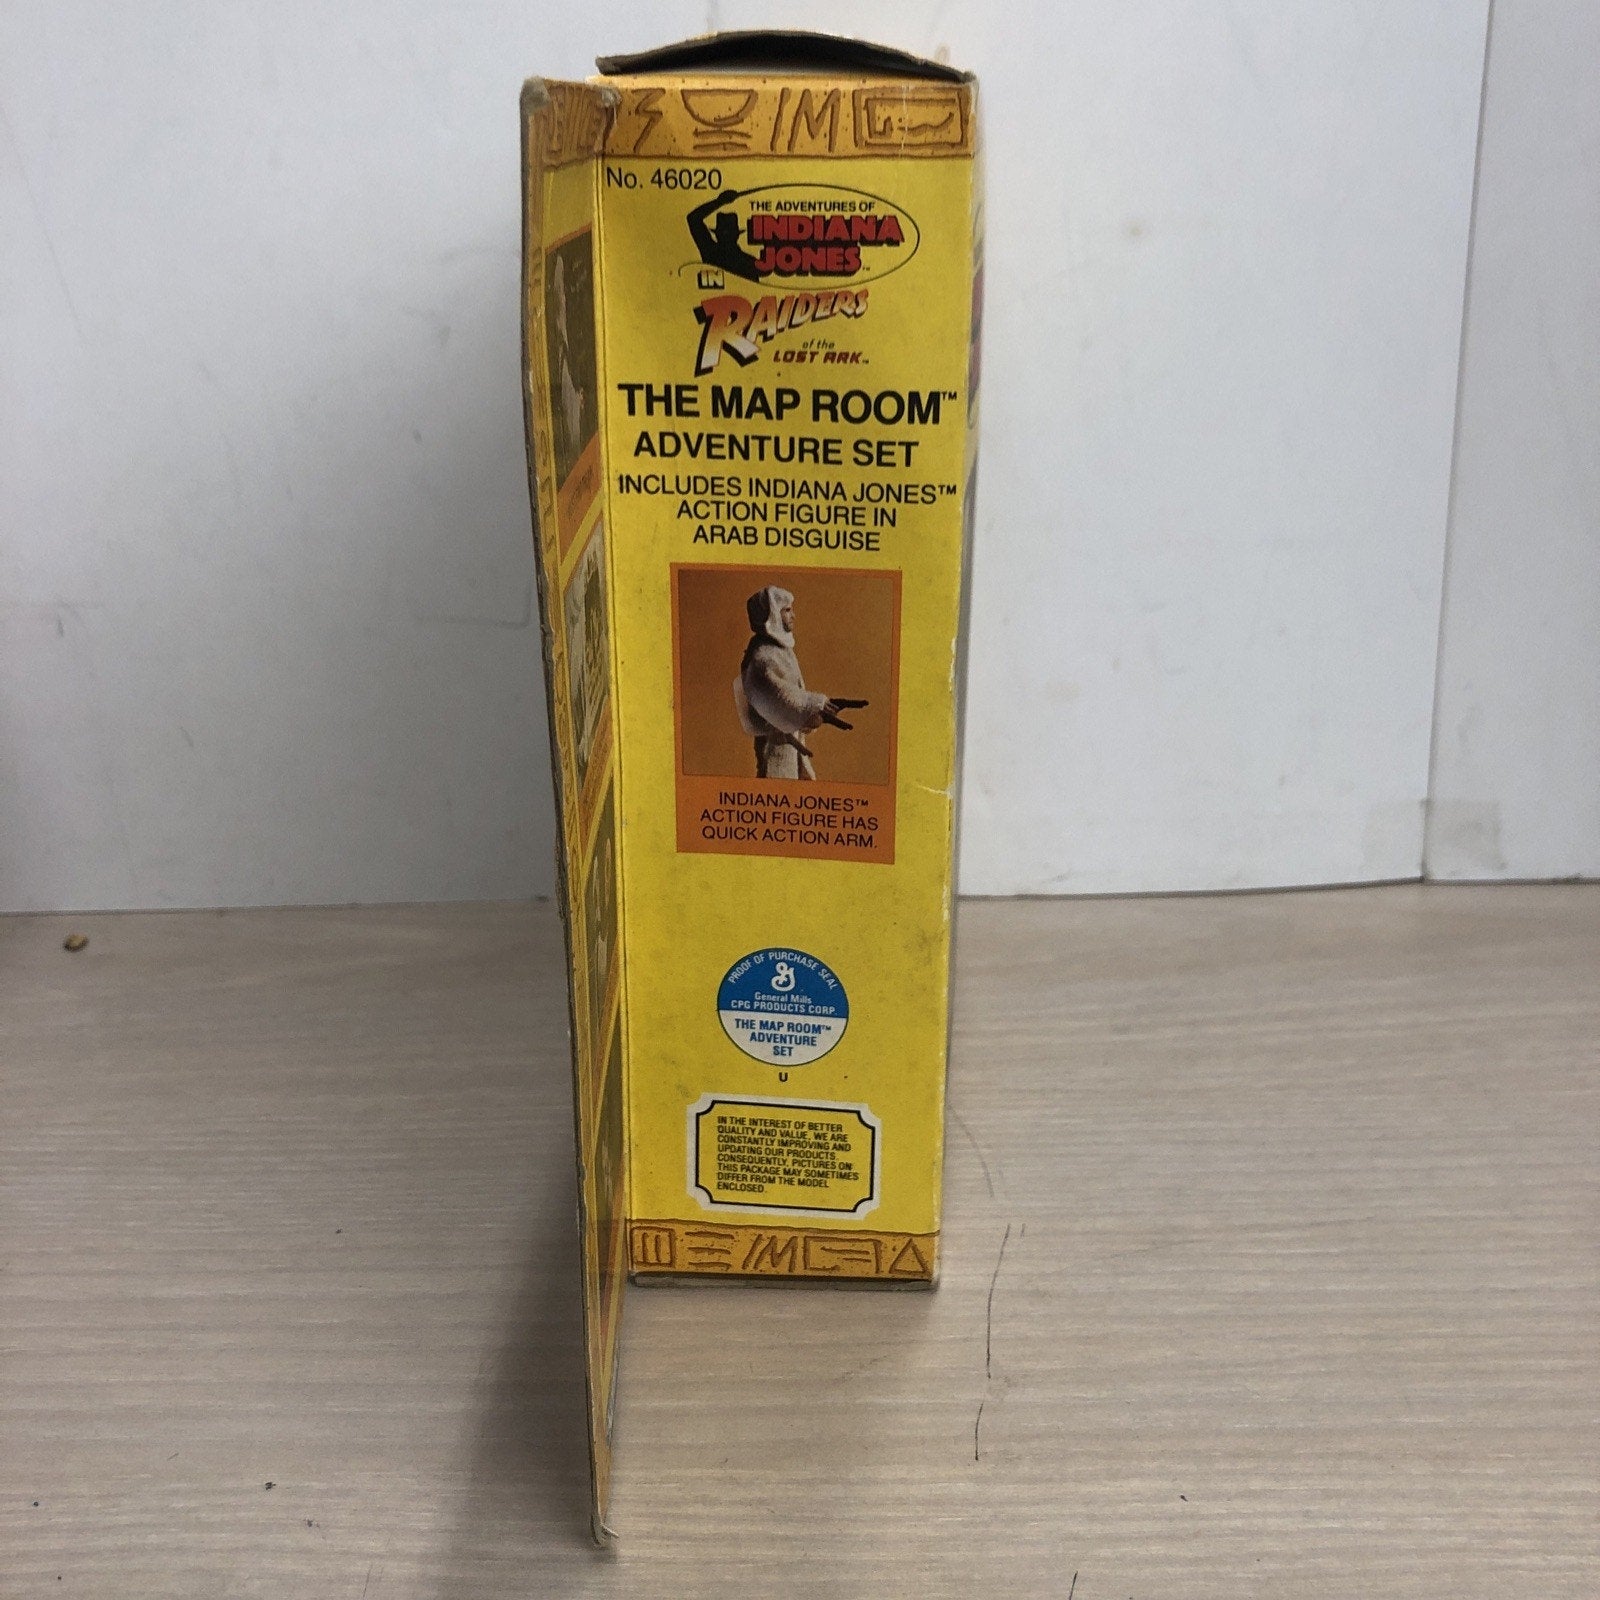 No. 46020
THE ADVENTURES OF
INDIANA
JONES™
IN
RAIDERS
of the
LOST ARK™
THE MAP ROOM™
ADVENTURE SET
INCLUDES INDIANA JONES™
ACTION FIGURE IN
ARAB DISGUISE
INDIANA JONES™
ACTION FIGURE HAS
QUICK ACTION ARM.
PROOF OF PURCHASE SEAL
G
General Mills
CPG PRODUCTS CORP.
THE MAP ROOM™
ADVENTURE
SET
U
IN THE INTEREST OF BETTER
QUALITY AND VALUE, WE ARE
CONSTANTLY IMPROVING AND
UPDATING OUR PRODUCTS.
CONSEQUENTLY, PICTURES ON
THIS PACKAGE MAY SOMETIMES
DIFFER FROM THE MODEL
ENCLOSED.